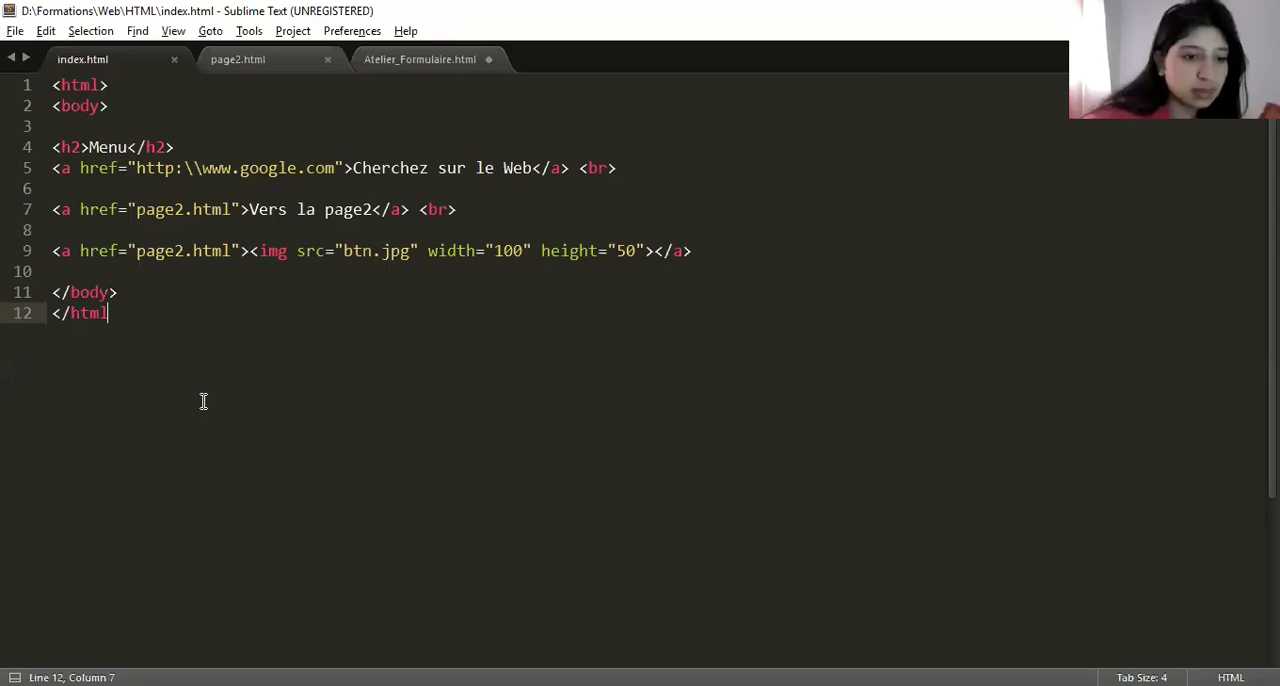 D:\Formations\Web\HTML\index.html - Sublime Text (UNREGISTERED)
File Edit Selection Find View Goto Tools Project Preferences Help
index.html page2.html Atelier_Formulaire.html
1 <html>
2 <body>
3
4 <h2>Menu</h2>
5 <a href="http:\\www.google.com">Cherchez sur le Web</a> <br>
6
7 <a href="page2.html">Vers la page2</a> <br>
8
9 <a href="page2.html"><img src="btn.jpg" width="100" height="50"></a>
10
11 </body>
12 </html
Line 12, Column 7 Tab Size: 4 HTML